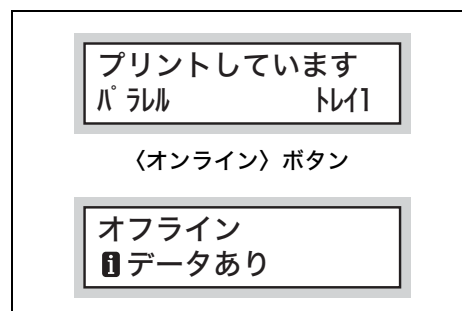 プリントしています
ﾊﾟﾗﾚﾙ ﾄﾚｲ1
〈オンライン〉ボタン
オフライン
iデータあり